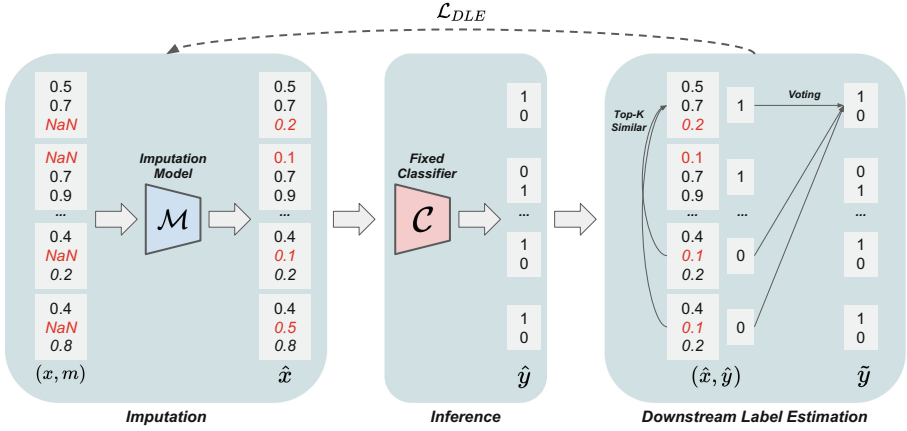 𝓛_DLE
0.5
0.7
NaN
NaN
0.7
0.9
...
0.4
NaN
0.2
0.4
NaN
0.8
(x, m)
Imputation
Model
M
0.5
0.7
0.2
0.1
0.7
0.9
...
0.4
0.1
0.2
0.4
0.5
0.8
x̂
Imputation
Fixed
Classifier
C
1
0
0
1
...
1
0
1
0
ŷ
Inference
Top-K
Similar
0.5
0.7
0.2
0.1
0.7
0.9
...
0.4
0.1
0.2
0.4
0.1
0.2
1
1
...
0
0
(x̂, ŷ)
Voting
1
0
0
1
...
1
0
1
0
ỹ
Downstream Label Estimation